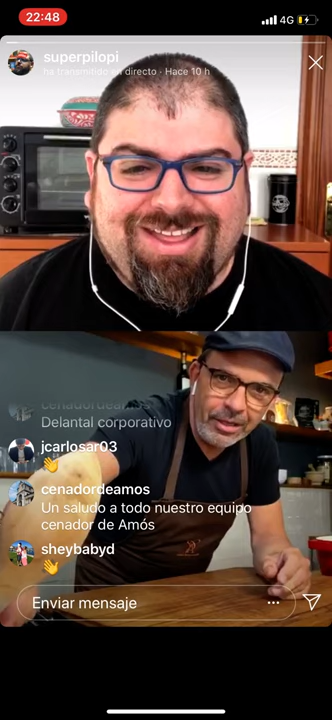 22:48
4G
superpilopi
ha transmitido en directo · Hace 10 h
cenadordeamos
Delantal corporativo
jcarlosar03
👋
cenadordeamos
Un saludo a todo nuestro equipo
cenador de Amós
sheybabyd
👋
Enviar mensaje